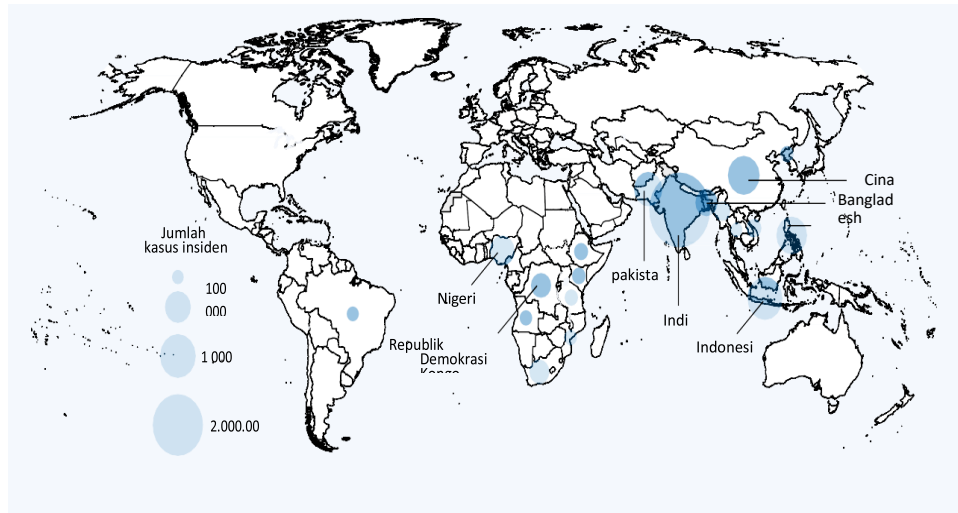 Cina
Banglad
esh
Jumlah
kasus insiden
100
000
1 000
2.000.00
Nigeri
pakista
Indi
Republik
Demokrasi
Indonesi